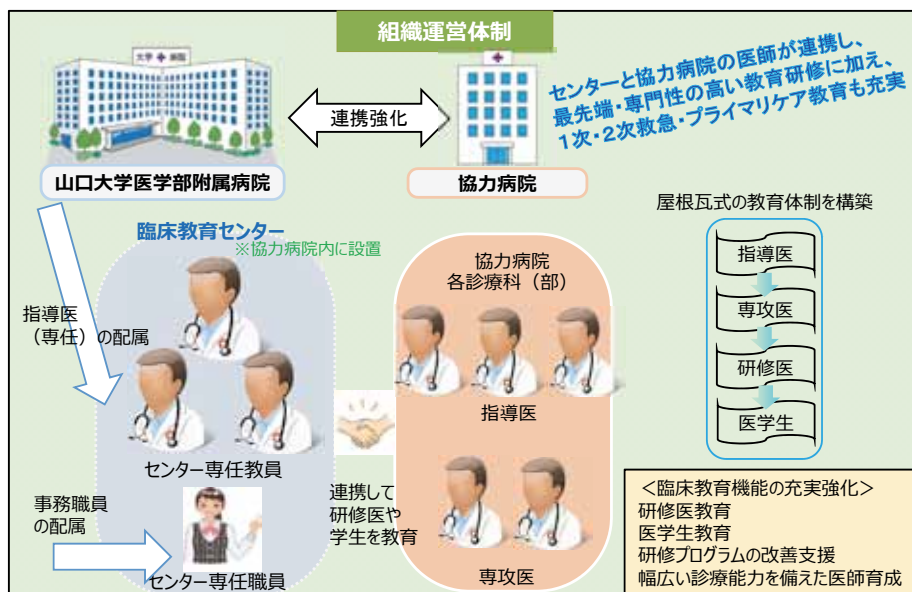 組織運営体制
大学 病院
センターと協力病院の医師が連携し、
最先端・専門性の高い教育研修に加え、
1次・2次救急・プライマリケア教育も充実
連携強化
山口大学医学部附属病院
協力病院
臨床教育センター
※協力病院内に設置
指導医
（専任）の配属
センター専任教員
事務職員
の配属
センター専任職員
連携して
研修医や
学生を教育
協力病院
各診療科（部）
指導医
専攻医
屋根瓦式の教育体制を構築
指導医
専攻医
研修医
医学生
＜臨床教育機能の充実強化＞
研修医教育
医学生教育
研修プログラムの改善支援
幅広い診療能力を備えた医師育成